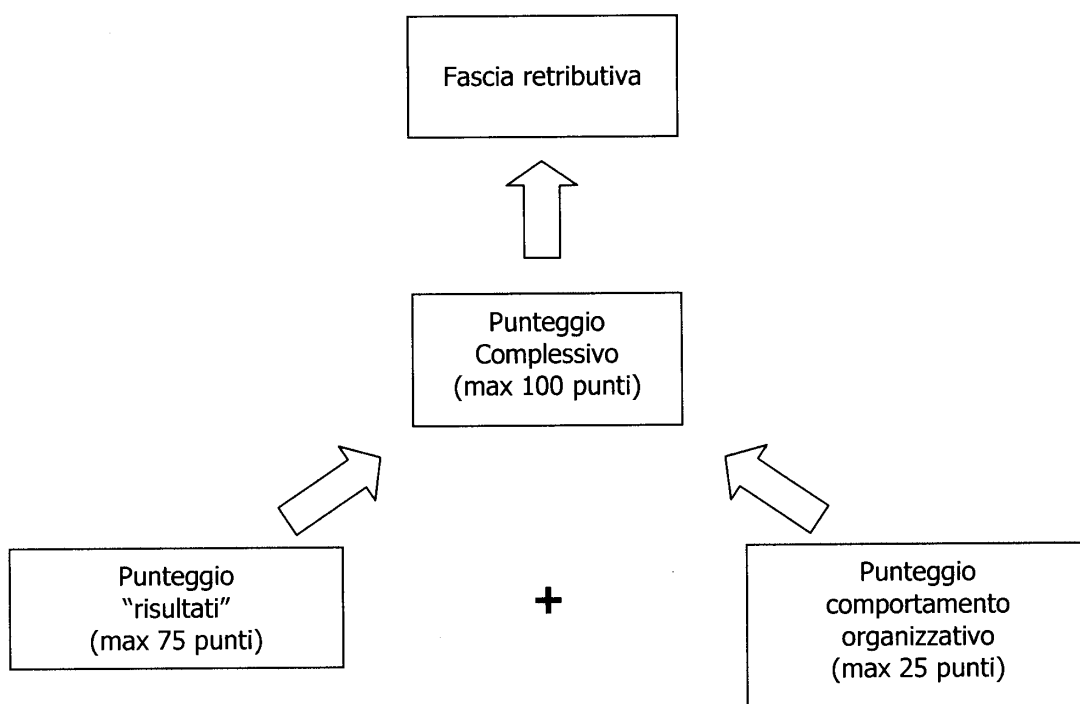 Fascia retributiva
Punteggio
Complessivo
(max 100 punti)
Punteggio
“risultati”
(max 75 punti)
+
Punteggio
comportamento
organizzativo
(max 25 punti)